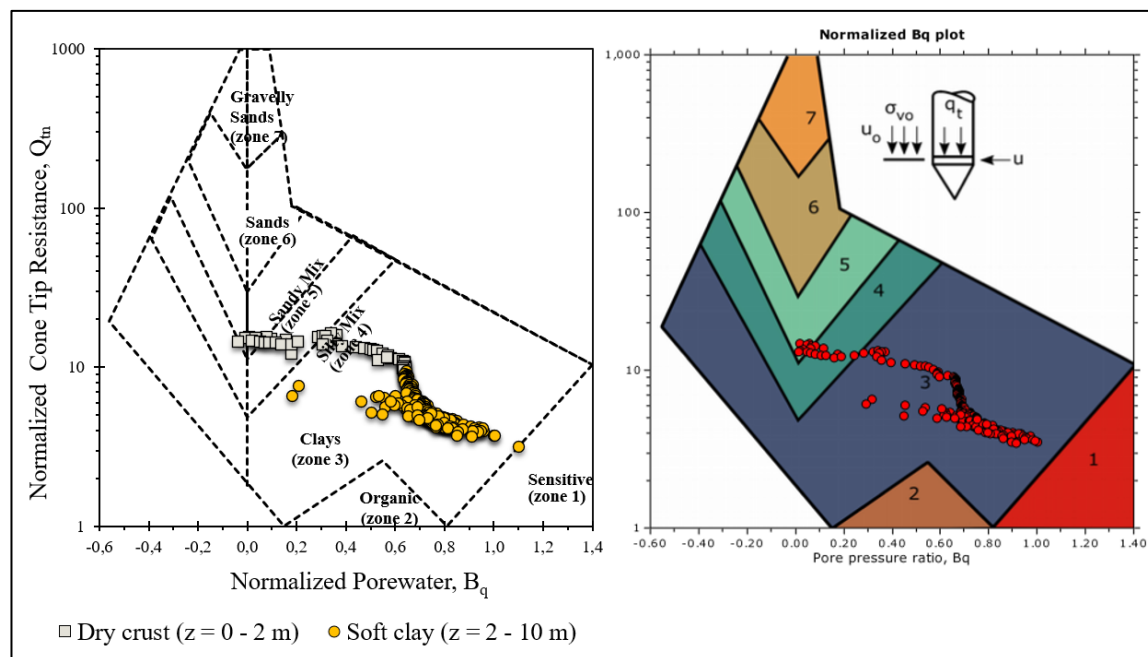 1000
100
10
1
-0,6
-0,4
-0,2
0,0
0,2
0,4
0,6
0,8
1,0
1,2
1,4
Normalized Cone Tip Resistance, Qtn
Normalized Porewater, Bq
Gravelly
Sands
(zone 7)
Sands
(zone 6)
Sandy Mix
(zone 5)
Silty Mix
(zone 4)
Clays
(zone 3)
Organic
(zone 2)
Sensitive
(zone 1)
Dry crust (z = 0 - 2 m)
Soft clay (z = 2 - 10 m)
Normalized Bq plot
1,000
100
10
1
σvo
uo
qt
u
7
6
5
4
3
2
1
-0.60
-0.40
-0.20
0.00
0.20
0.40
0.60
0.80
1.00
1.20
1.40
Pore pressure ratio, Bq